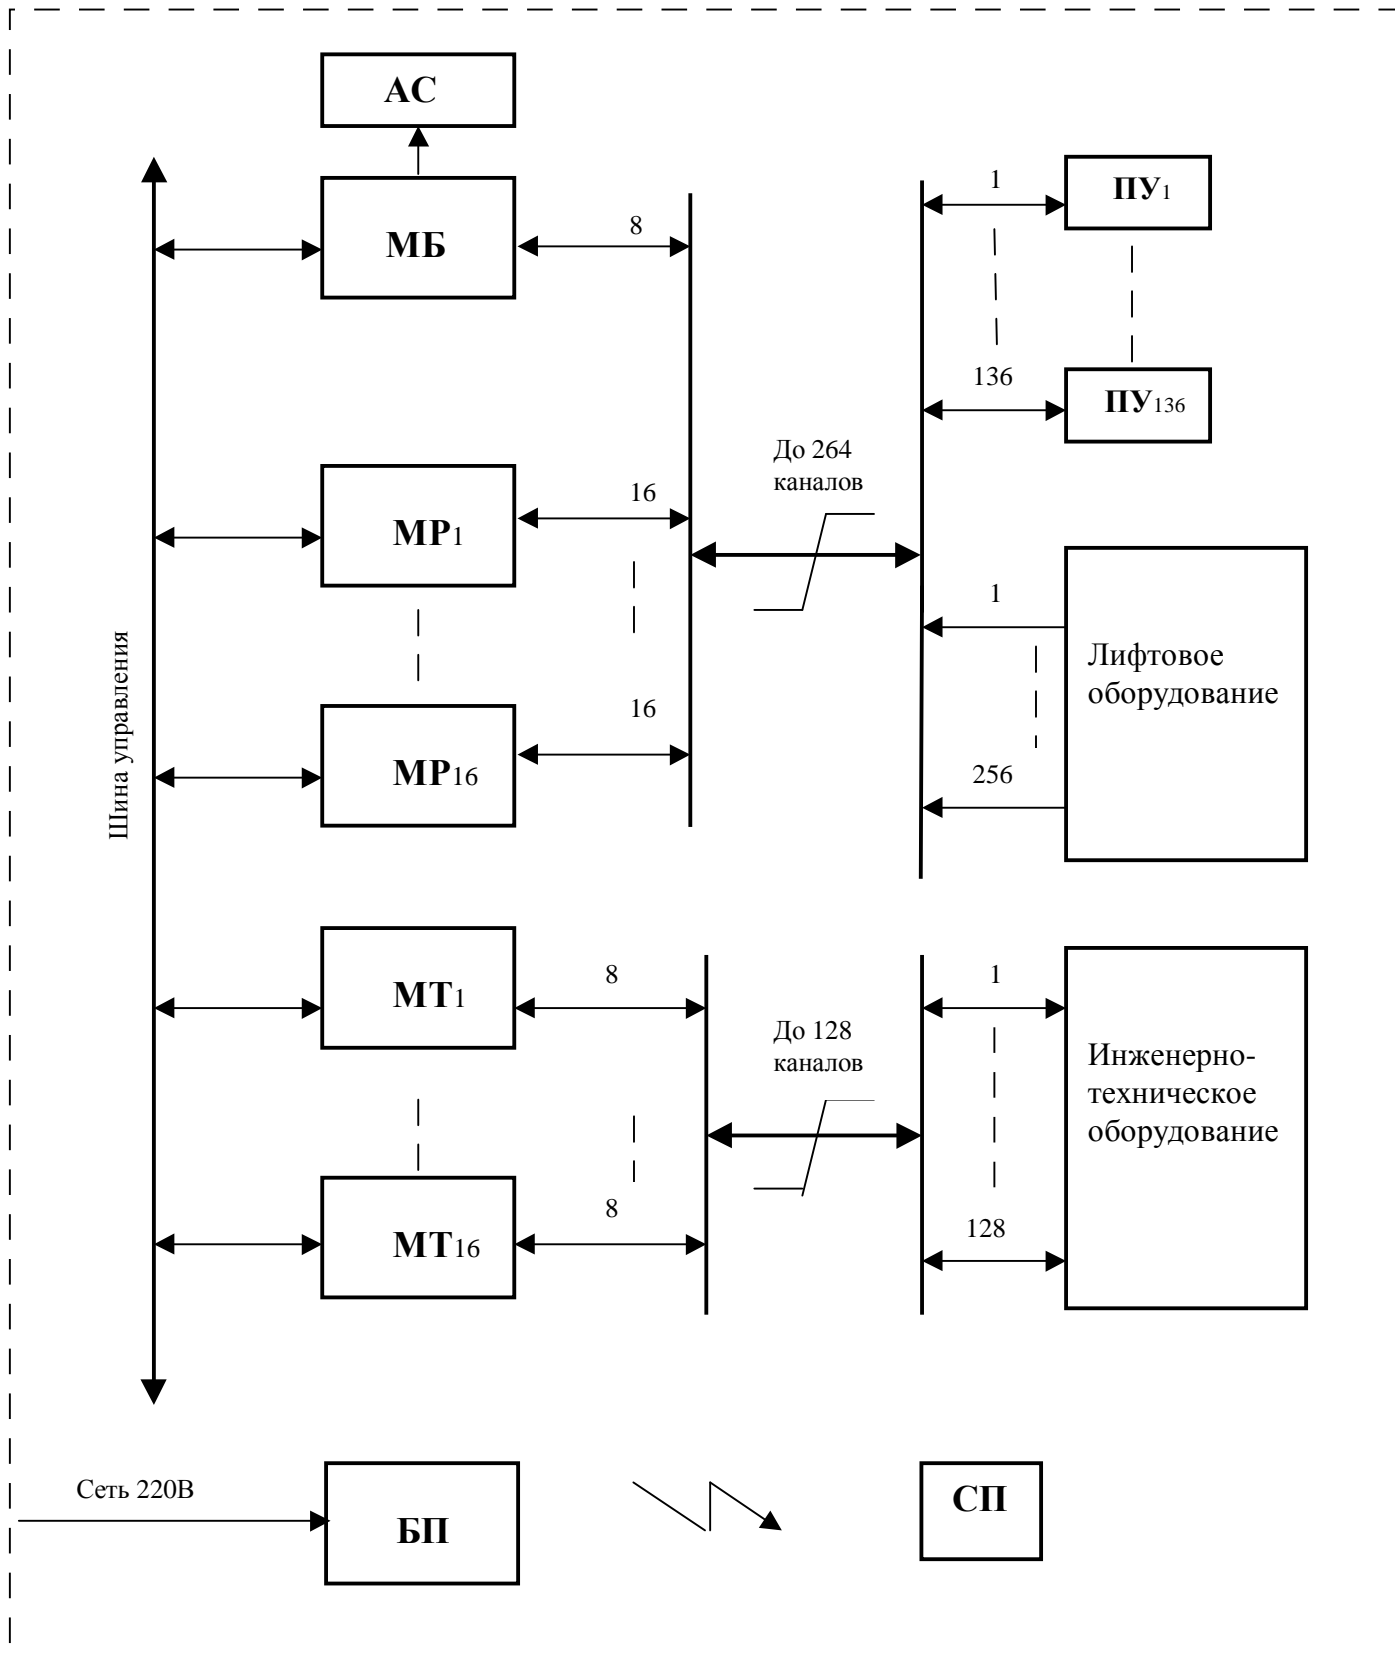 АС
МБ
8
1
ПУ1
136
ПУ136
До 264
каналов
МР1
16
1
Лифтовое
оборудование
Шина управления
16
МР16
256
МТ1
8
До 128
каналов
1
Инженерно-
техническое
оборудование
8
МТ16
128
Сеть 220В
БП
СП